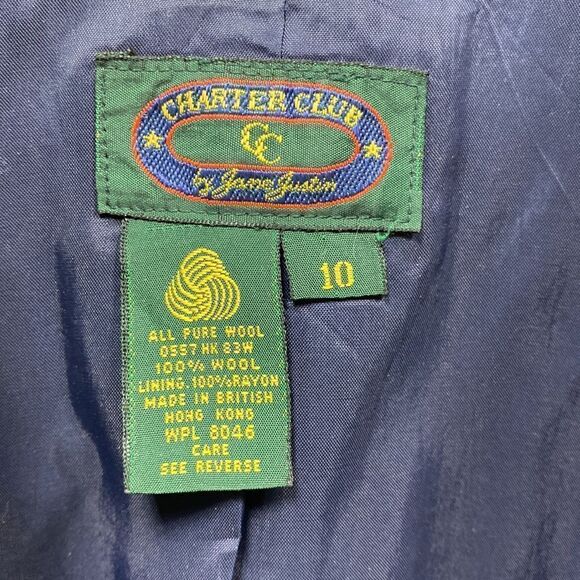 CHARTER CLUB
CC
by Jane Justin
10
ALL PURE WOOL
0557 HK 83W
100% WOOL
LINING.100%RAYON
MADE IN BRITISH
HONG KONG
WPL 8046
CARE
SEE REVERSE